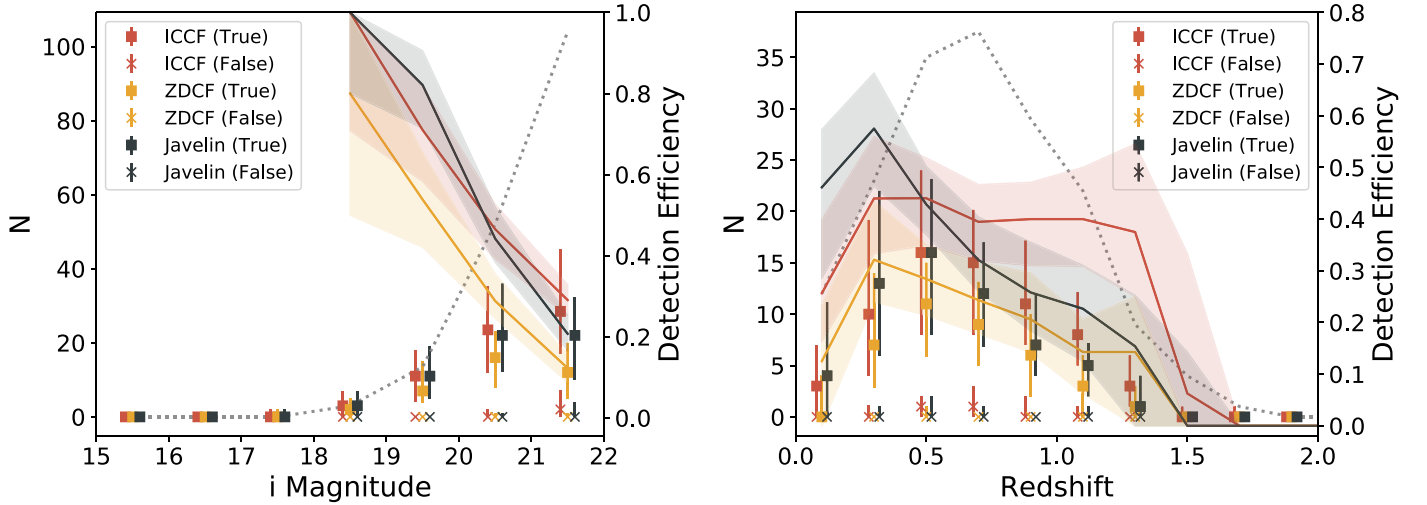 100
80
60
40
20
0
N
ICCF (True)
ICCF (False)
ZDCF (True)
ZDCF (False)
Javelin (True)
Javelin (False)
1.0
0.8
0.6
0.4
0.2
0.0
Detection Efficiency
15 16 17 18 19 20 21 22
i Magnitude
35
30
25
20
15
10
5
0
N
ICCF (True)
ICCF (False)
ZDCF (True)
ZDCF (False)
Javelin (True)
Javelin (False)
0.8
0.7
0.6
0.5
0.4
0.3
0.2
0.1
0.0
Detection Efficiency
0.0 0.5 1.0 1.5 2.0
Redshift